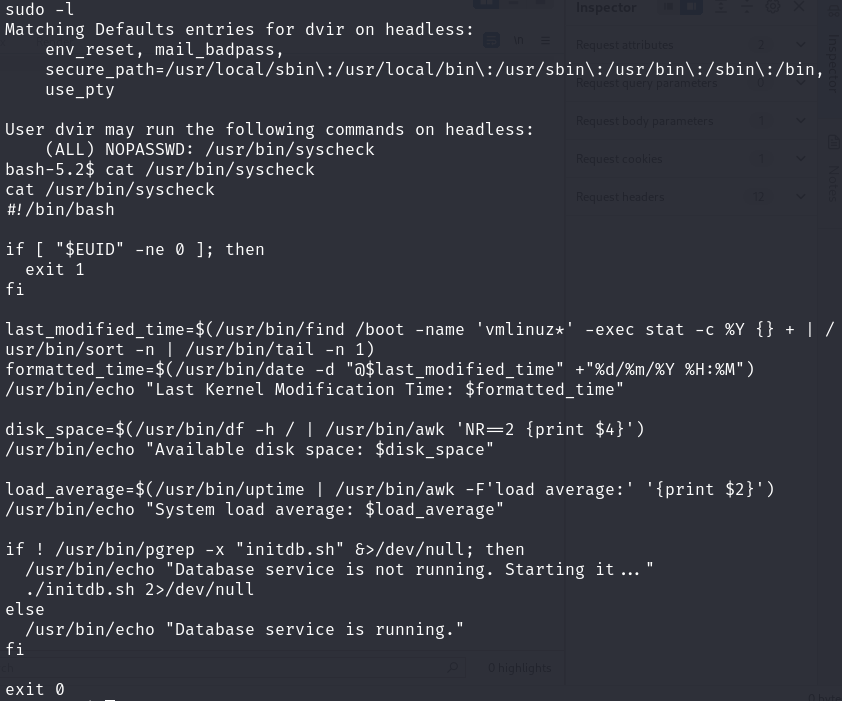 sudo -l
Matching Defaults entries for dvir on headless:
    env_reset, mail_badpass,
    secure_path=/usr/local/sbin\:/usr/local/bin\:/usr/sbin\:/usr/bin\:/sbin\:/bin,
    use_pty

User dvir may run the following commands on headless:
    (ALL) NOPASSWD: /usr/bin/syscheck
bash-5.2$ cat /usr/bin/syscheck
cat /usr/bin/syscheck
#!/bin/bash

if [ "$EUID" -ne 0 ]; then
  exit 1
fi

last_modified_time=$(/usr/bin/find /boot -name 'vmlinuz*' -exec stat -c %Y {} + | /
usr/bin/sort -n | /usr/bin/tail -n 1)
formatted_time=$(/usr/bin/date -d "@$last_modified_time" +"%d/%m/%Y %H:%M")
/usr/bin/echo "Last Kernel Modification Time: $formatted_time"

disk_space=$(/usr/bin/df -h / | /usr/bin/awk 'NR==2 {print $4}')
/usr/bin/echo "Available disk space: $disk_space"

load_average=$(/usr/bin/uptime | /usr/bin/awk -F'load average:' '{print $2}')
/usr/bin/echo "System load average: $load_average"

if ! /usr/bin/pgrep -x "initdb.sh" &>/dev/null; then
  /usr/bin/echo "Database service is not running. Starting it..."
  ./initdb.sh 2>/dev/null
else
  /usr/bin/echo "Database service is running."
fi

exit 0
Inspector
Request attributes 2
Request query parameters
Request body parameters 1
Request cookies 1
Request headers 12
Inspector
Notes
0 highlights